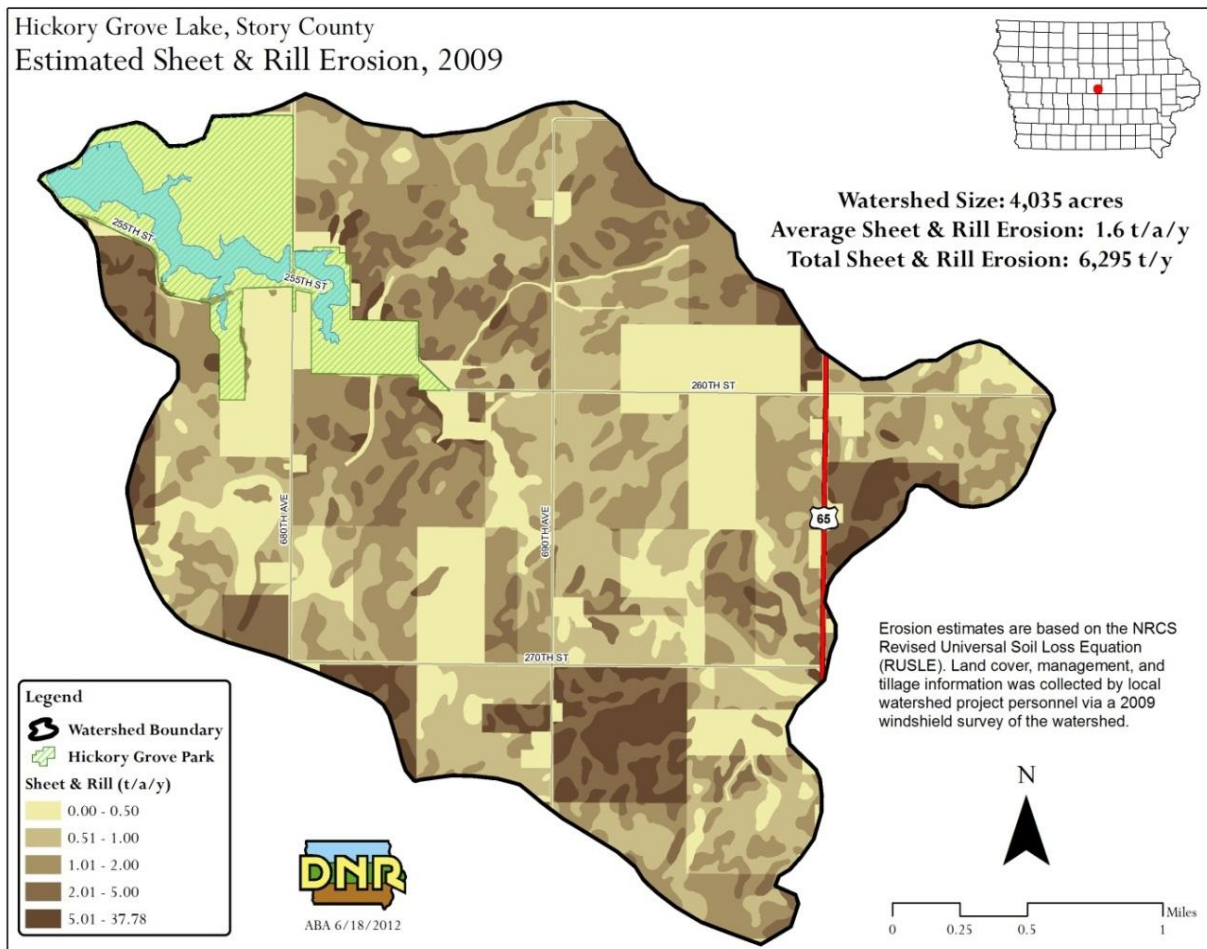 Hickory Grove Lake, Story County
Estimated Sheet & Rill Erosion, 2009
Watershed Size: 4,035 acres
Average Sheet & Rill Erosion: 1.6 t/a/y
Total Sheet & Rill Erosion: 6,295 t/y
255TH ST
255TH ST
260TH ST
680TH AVE
690TH AVE
65
270TH ST
Erosion estimates are based on the NRCS
Revised Universal Soil Loss Equation
(RUSLE). Land cover, management, and
tillage information was collected by local
watershed project personnel via a 2009
windshield survey of the watershed.
Legend
Watershed Boundary
Hickory Grove Park
Sheet & Rill (t/a/y)
0.00 - 0.50
0.51 - 1.00
1.01 - 2.00
2.01 - 5.00
5.01 - 37.78
DNR
ABA 6/18/2012
N
Miles
0 0.25 0.5 1